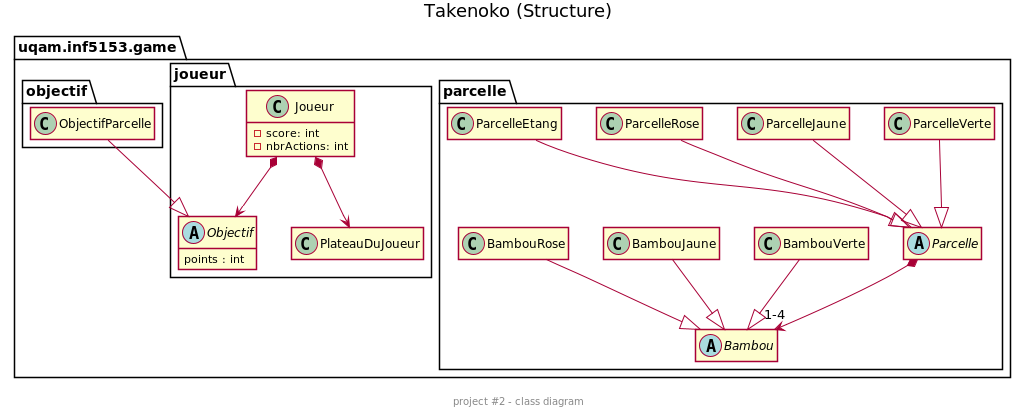 Takenoko (Structure)
uqam.inf5153.game
objectif
C ObjectifParcelle
joueur
C Joueur
score: int
nbrActions: int
A Objectif
points : int
C PlateauDuJoueur
parcelle
C ParcelleEtang
C ParcelleRose
C ParcelleJaune
C ParcelleVerte
C BambouRose
C BambouJaune
C BambouVerte
A Parcelle
1-4
A Bambou
project #2 - class diagram